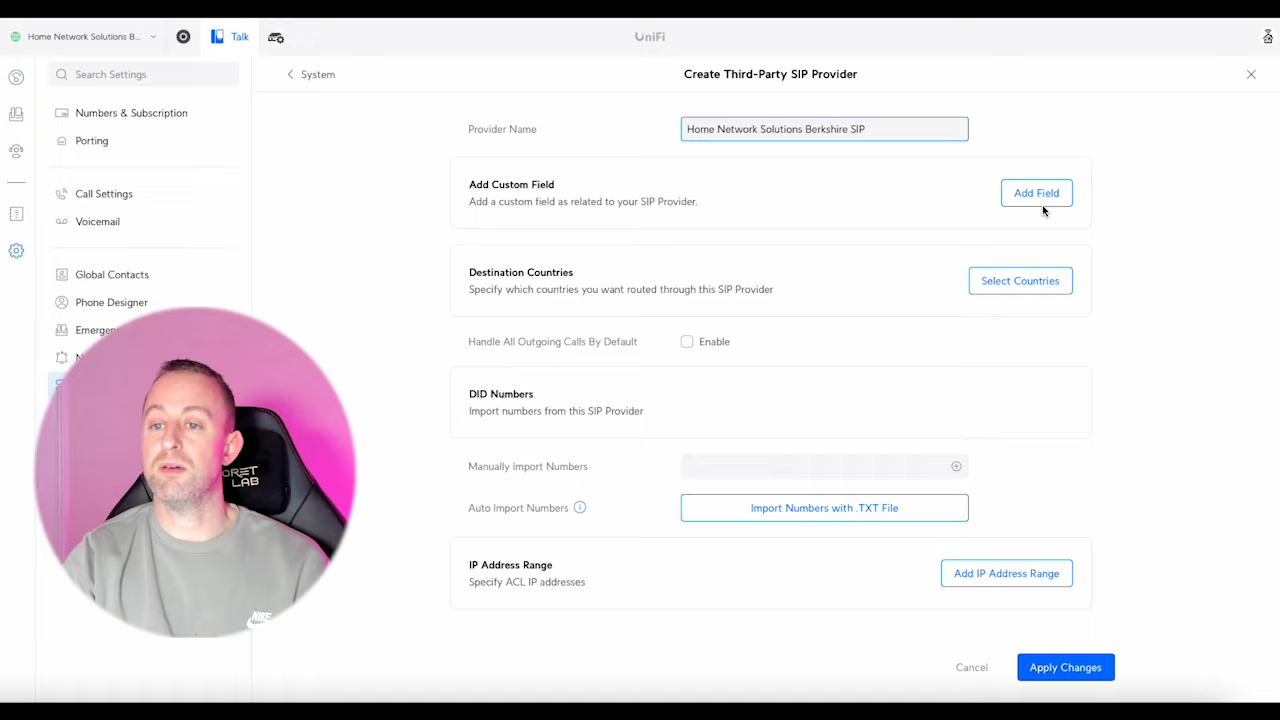 Home Network Solutions B...
Talk
UniFi
Search Settings
System
Create Third-Party SIP Provider
Numbers & Subscription
Porting
Call Settings
Voicemail
Global Contacts
Phone Designer
Emergen
Provider Name
Home Network Solutions Berkshire SIP
Add Custom Field
Add a custom field as related to your SIP Provider.
Add Field
Destination Countries
Specify which countries you want routed through this SIP Provider
Select Countries
Handle All Outgoing Calls By Default
Enable
DID Numbers
Import numbers from this SIP Provider
Manually Import Numbers
Auto Import Numbers
Import Numbers with .TXT File
IP Address Range
Specify ACL IP addresses
Add IP Address Range
Cancel
Apply Changes
LAB
NIKE